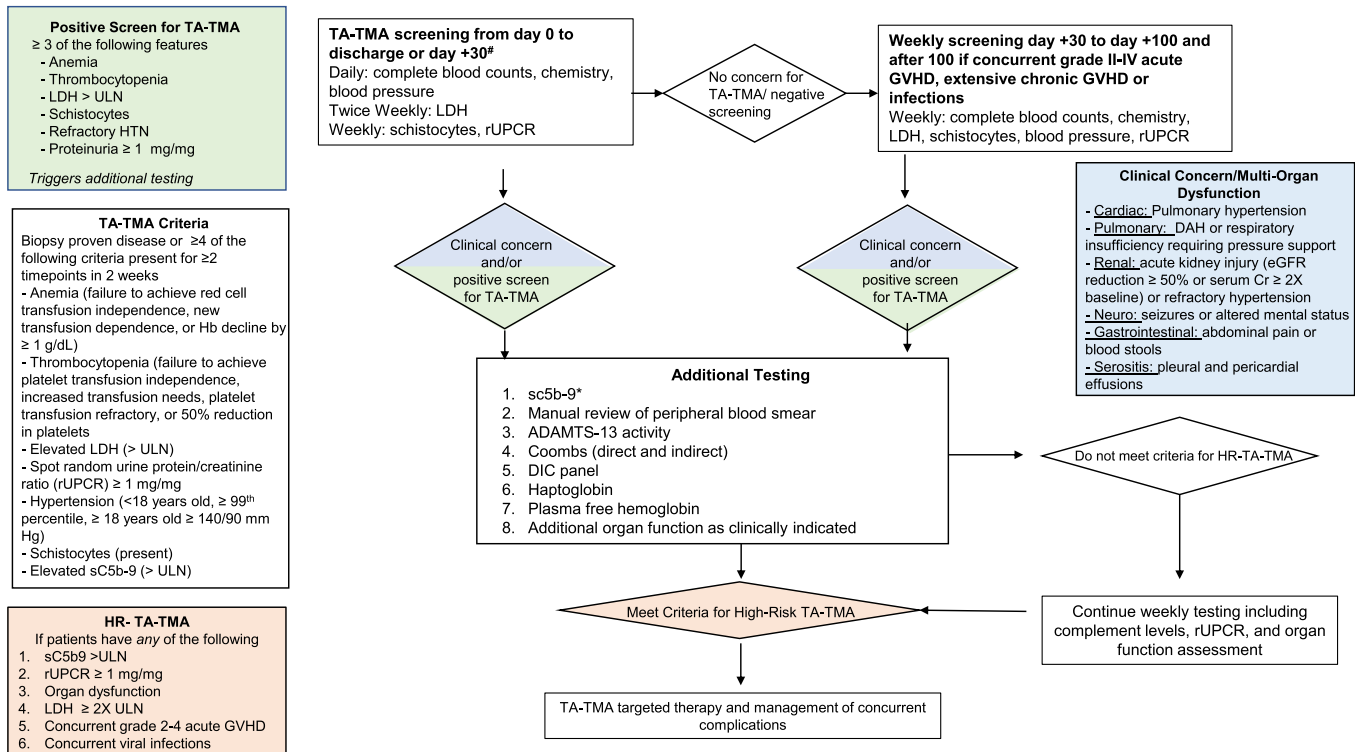 Positive Screen for TA-TMA
≥ 3 of the following features
- Anemia
- Thrombocytopenia
- LDH > ULN
- Schistocytes
- Refractory HTN
- Proteinuria ≥ 1 mg/mg
Triggers additional testing
TA-TMA Criteria
Biopsy proven disease or ≥4 of the
following criteria present for ≥2
timepoints in 2 weeks
- Anemia (failure to achieve red cell
transfusion independence, new
transfusion dependence, or Hb decline by
≥ 1 g/dL)
- Thrombocytopenia (failure to achieve
platelet transfusion independence,
increased transfusion needs, platelet
transfusion refractory, or 50% reduction
in platelets
- Elevated LDH (> ULN)
- Spot random urine protein/creatinine
ratio (rUPCR) ≥ 1 mg/mg
- Hypertension (<18 years old, ≥ 99th
percentile, ≥ 18 years old ≥ 140/90 mm
Hg)
- Schistocytes (present)
- Elevated sC5b-9 (> ULN)
HR- TA-TMA
If patients have any of the following
1. sC5b9 >ULN
2. rUPCR ≥ 1 mg/mg
3. Organ dysfunction
4. LDH ≥ 2X ULN
5. Concurrent grade 2-4 acute GVHD
6. Concurrent viral infections
TA-TMA screening from day 0 to
discharge or day +30#
Daily: complete blood counts, chemistry,
blood pressure
Twice Weekly: LDH
Weekly: schistocytes, rUPCR
No concern for
TA-TMA/ negative
screening
Weekly screening day +30 to day +100 and
after 100 if concurrent grade II-IV acute
GVHD, extensive chronic GVHD or
infections
Weekly: complete blood counts, chemistry,
LDH, schistocytes, blood pressure, rUPCR
Clinical concern
and/or
positive screen
for TA-TMA
Clinical concern
and/or
positive screen
for TA-TMA
Clinical Concern/Multi-Organ
Dysfunction
- Cardiac: Pulmonary hypertension
- Pulmonary: DAH or respiratory
insufficiency requiring pressure support
- Renal: acute kidney injury (eGFR
reduction ≥ 50% or serum Cr ≥ 2X
baseline) or refractory hypertension
- Neuro: seizures or altered mental status
- Gastrointestinal: abdominal pain or
blood stools
- Serositis: pleural and pericardial
effusions
Additional Testing
1. sc5b-9*
2. Manual review of peripheral blood smear
3. ADAMTS-13 activity
4. Coombs (direct and indirect)
5. DIC panel
6. Haptoglobin
7. Plasma free hemoglobin
8. Additional organ function as clinically indicated
Do not meet criteria for HR-TA-TMA
Meet Criteria for High-Risk TA-TMA
Continue weekly testing including
complement levels, rUPCR, and organ
function assessment
TA-TMA targeted therapy and management of concurrent
complications